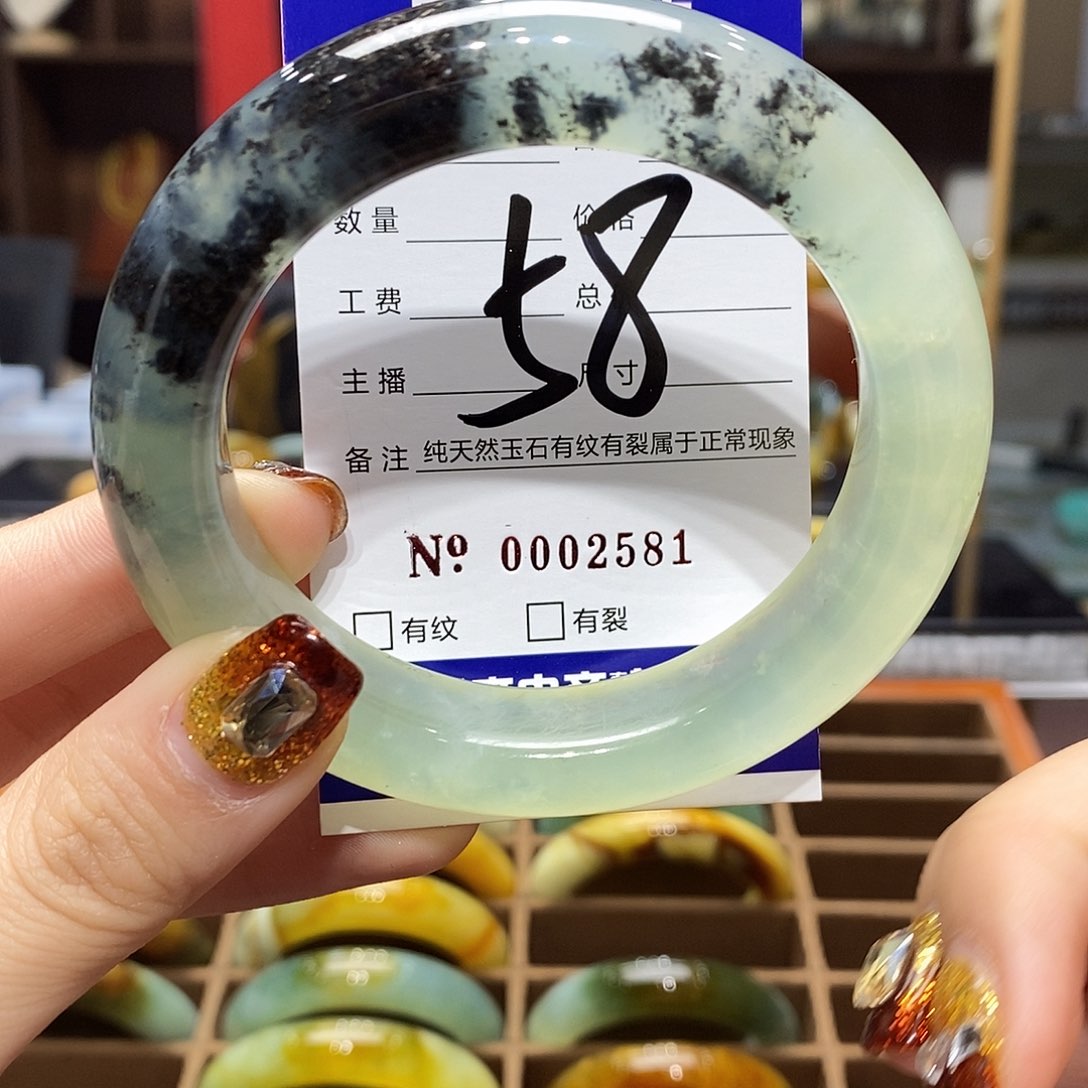 数量 价格
工费 总
主播 尺寸
58
备注 纯天然玉石有纹有裂属于正常现象
Nº 0002581
□有纹 □有裂